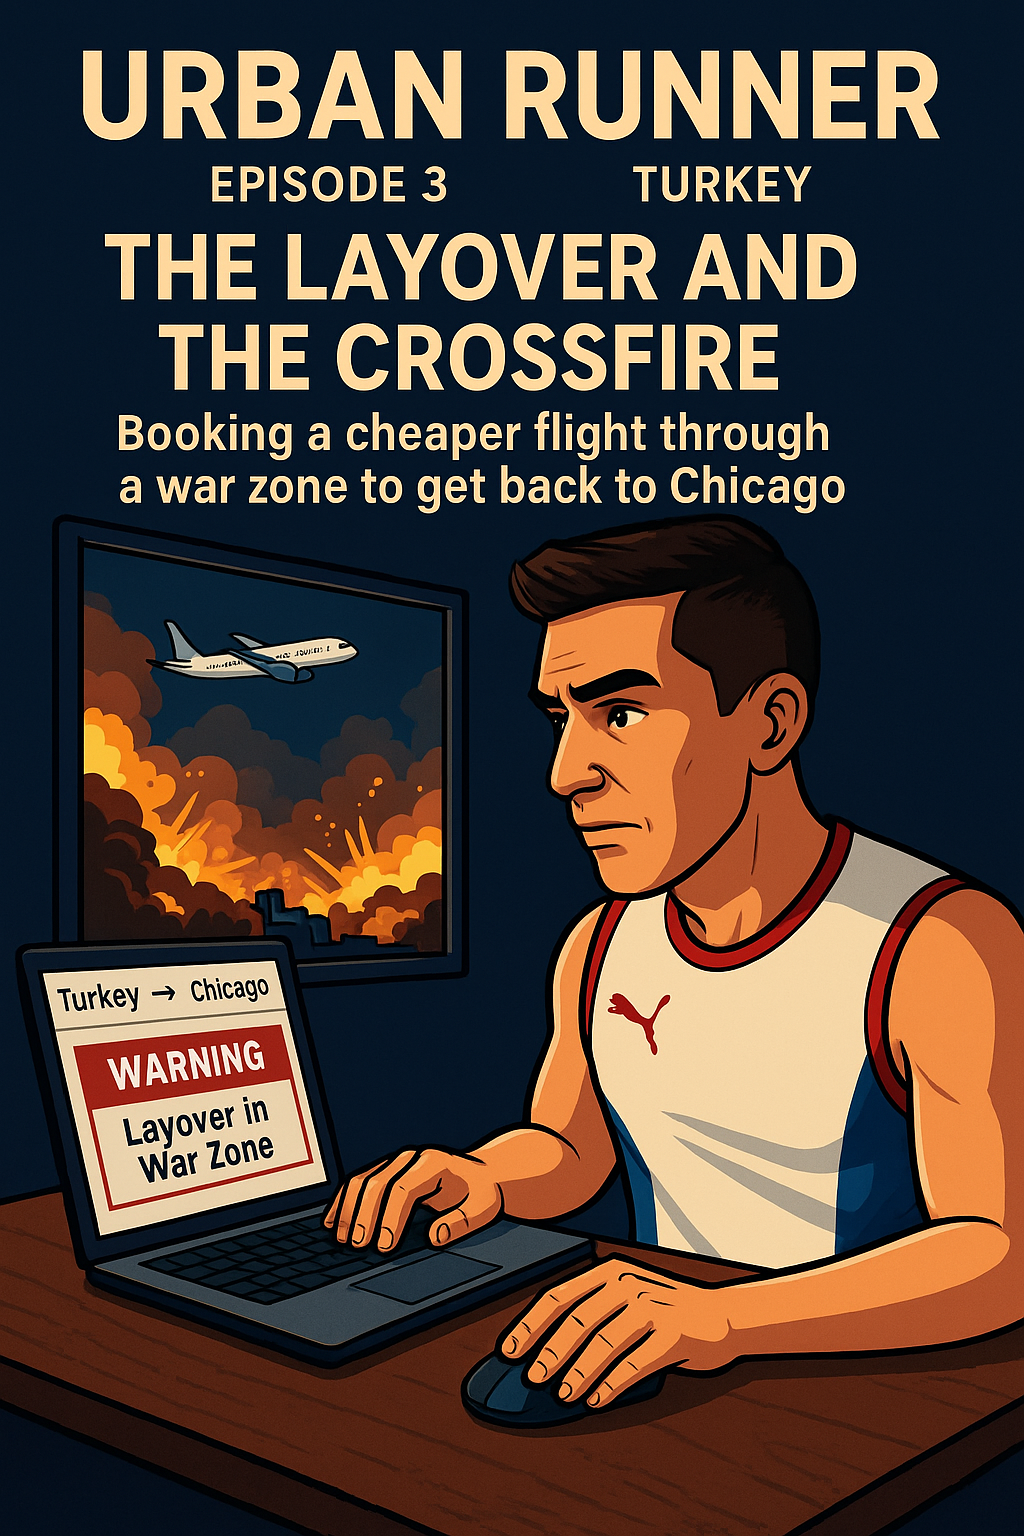 URBAN RUNNER
EPISODE 3 TURKEY
THE LAYOVER AND
THE CROSSFIRE
Booking a cheaper flight through
a war zone to get back to Chicago
Turkey → Chicago
WARNING
Layover in
War Zone